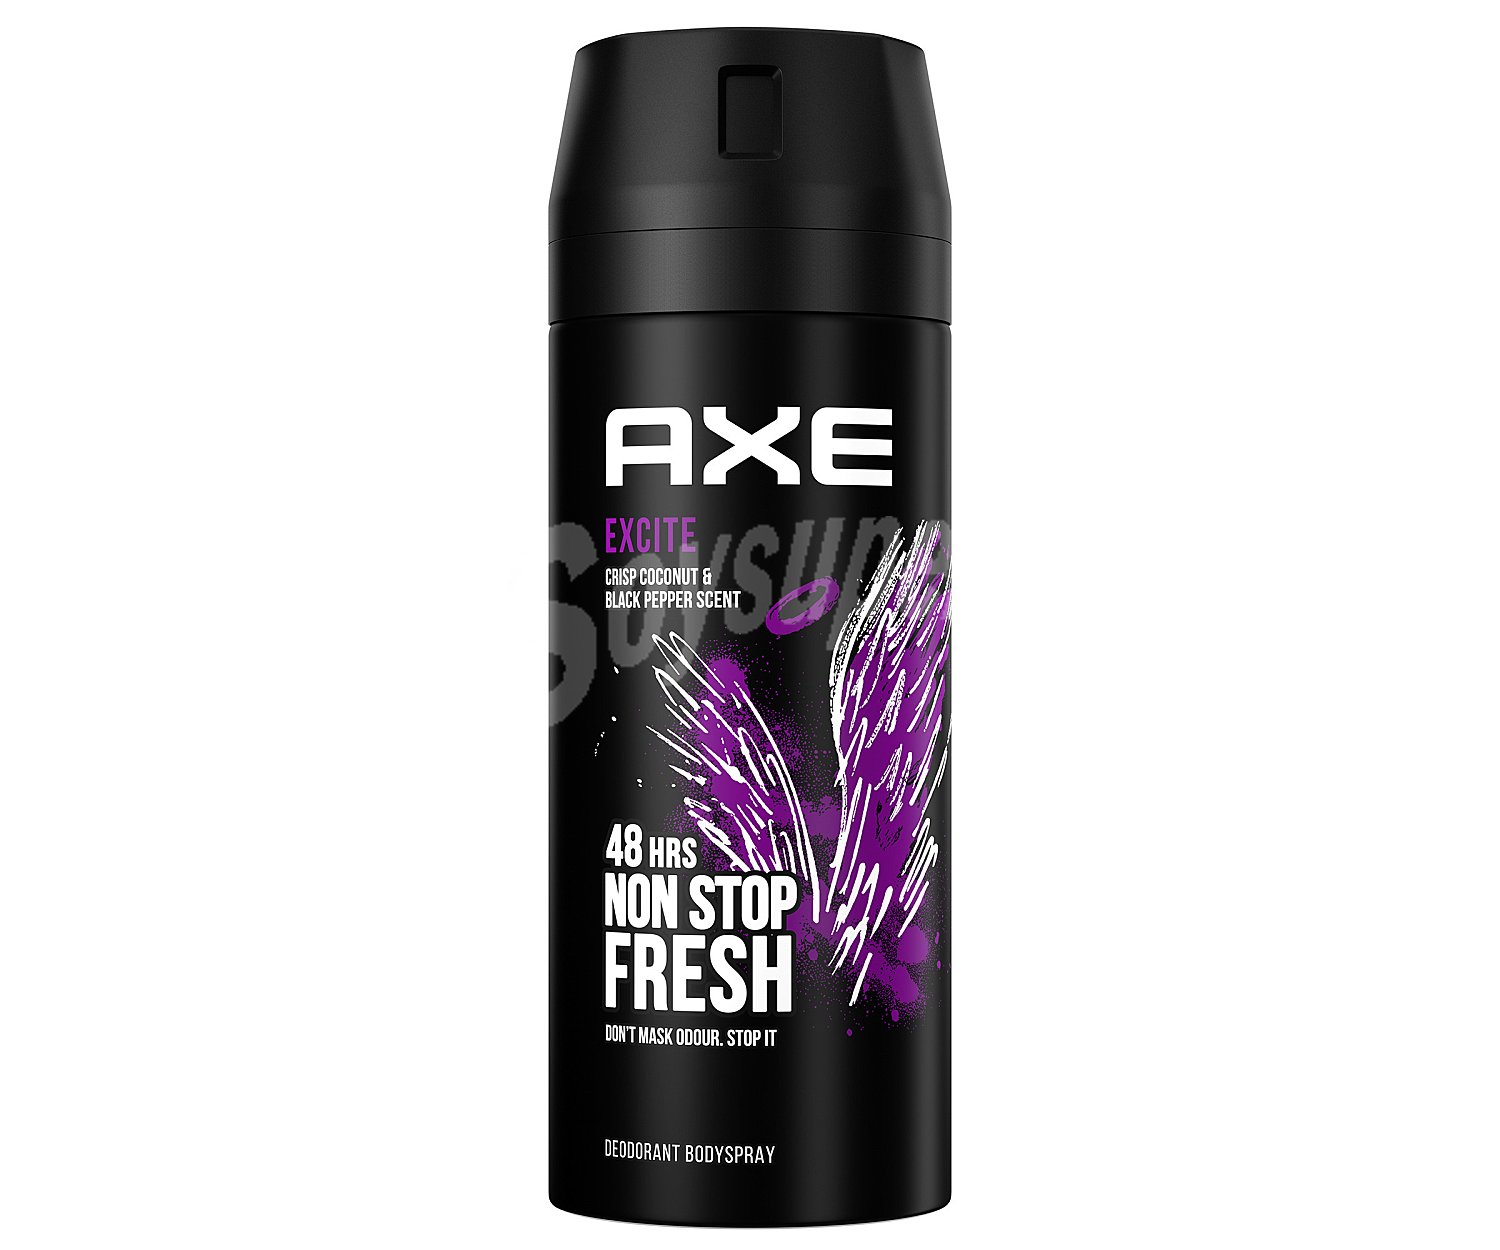 AXE
EXCITE
CRISP COCONUT &
BLACK PEPPER SCENT
48 HRS
NON STOP
FRESH
DON'T MASK ODOUR. STOP IT
DEODORANT BODYSPRAY
Soysuper